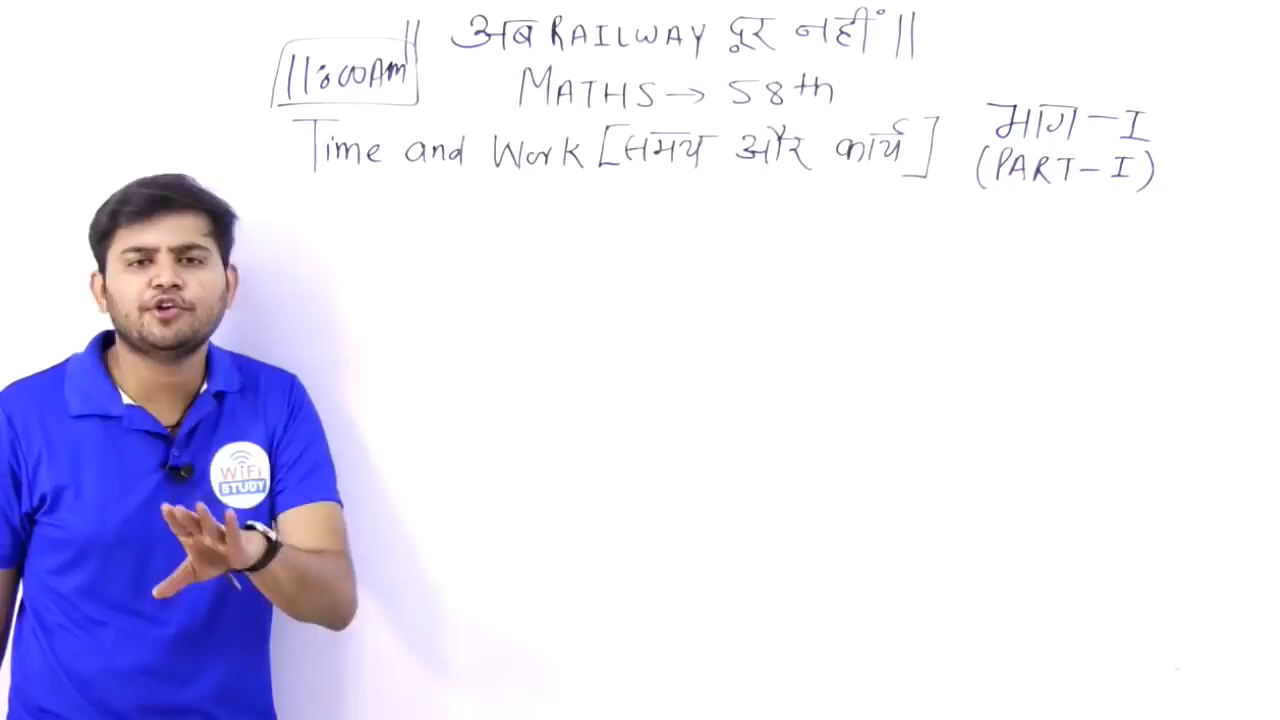 || अब RAILWAY दूर नहीं ||
11:00AM
MATHS → 58th
Time and Work [समय और कार्य]
भाग - I
(PART - I)
WiFi
STUDY